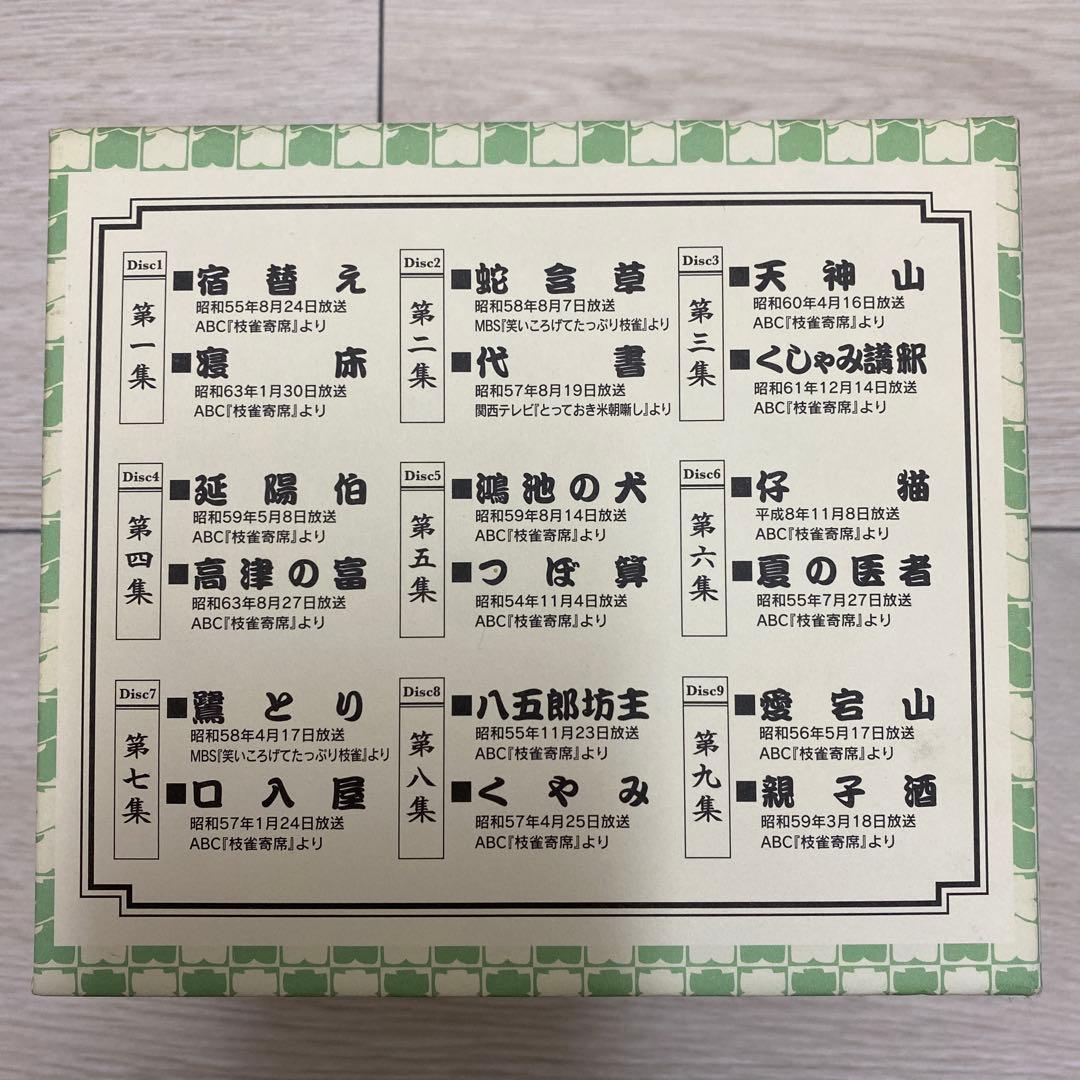 Disc1
第一集
■宿替え
昭和55年8月24日放送
ABC『枝雀寄席』より
■寝床
昭和63年1月30日放送
ABC『枝雀寄席』より
Disc2
第二集
■蛇含草
昭和58年8月7日放送
MBS『笑いころげてたっぷり枝雀』より
■代書
昭和57年8月19日放送
関西テレビ『とっておき米朝噺し』より
Disc3
第三集
■天神山
昭和60年4月16日放送
ABC『枝雀寄席』より
■くしゃみ講釈
昭和61年12月14日放送
ABC『枝雀寄席』より
Disc4
第四集
■延陽伯
昭和59年5月8日放送
ABC『枝雀寄席』より
■高津の富
昭和63年8月27日放送
ABC『枝雀寄席』より
Disc5
第五集
■鴻池の犬
昭和59年8月14日放送
ABC『枝雀寄席』より
■つぼ算
昭和54年11月4日放送
ABC『枝雀寄席』より
Disc6
第六集
■仔猫
平成8年11月8日放送
ABC『枝雀寄席』より
■夏の医者
昭和55年7月27日放送
ABC『枝雀寄席』より
Disc7
第七集
■鷺とり
昭和58年4月17日放送
MBS『笑いころげてたっぷり枝雀』より
■口入屋
昭和57年1月24日放送
ABC『枝雀寄席』より
Disc8
第八集
■八五郎坊主
昭和55年11月23日放送
ABC『枝雀寄席』より
■くやみ
昭和57年4月25日放送
ABC『枝雀寄席』より
Disc9
第九集
■愛宕山
昭和56年5月17日放送
ABC『枝雀寄席』より
■親子酒
昭和59年3月18日放送
ABC『枝雀寄席』より